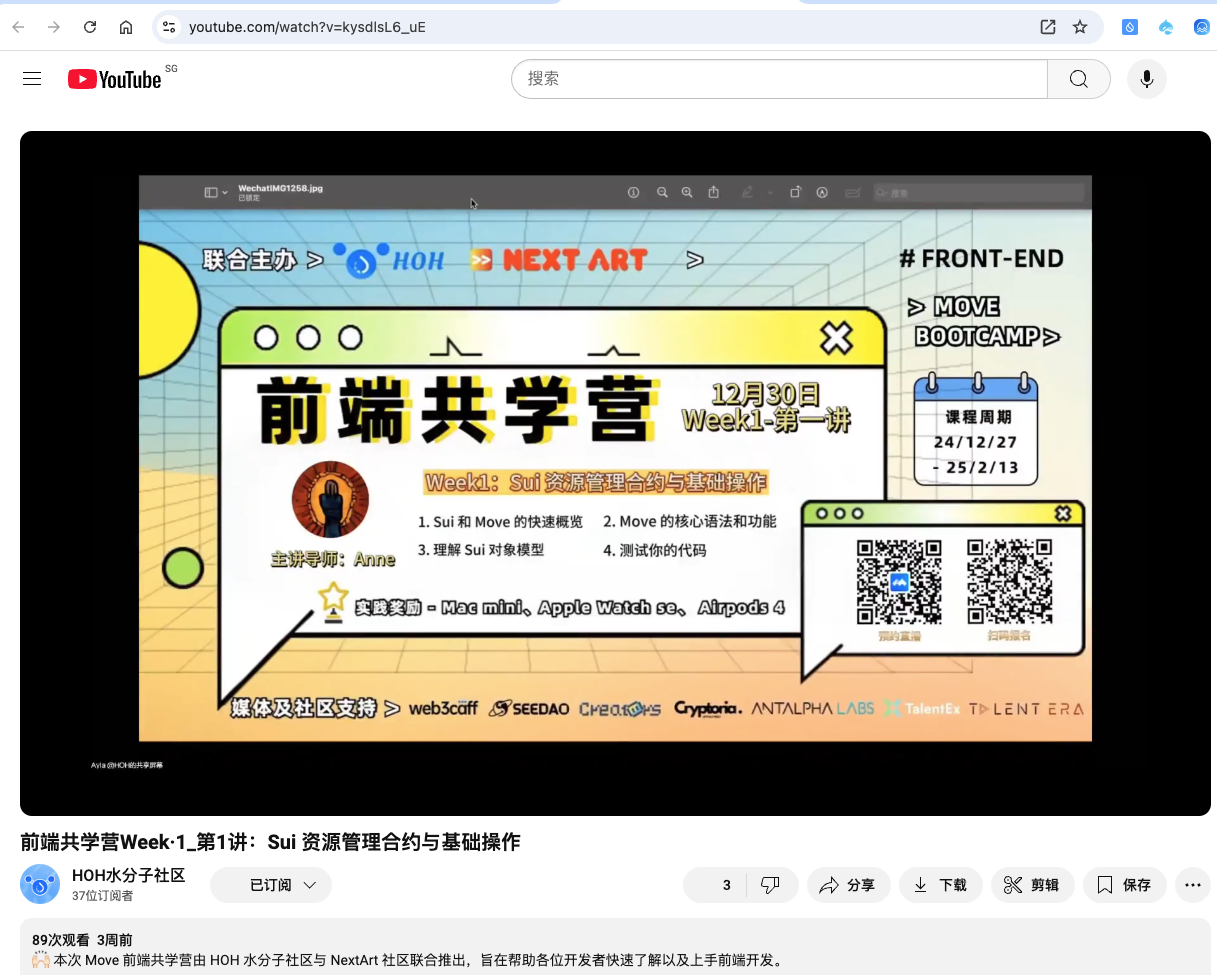 youtube.com/watch?v=kysdlsL6_uE
YouTube SG
搜索
WechatIMG1258.jpg
已锁定
搜索
联合主办 > HOH >> NEXT ART >
# FRONT-END
> MOVE
BOOTCAMP >
前端共学营
12月30日
Week1-第一讲
课程周期
24/12/27
- 25/2/13
Week1：Sui 资源管理合约与基础操作
1. Sui 和 Move 的快速概览 2. Move 的核心语法和功能
3. 理解 Sui 对象模型 4. 测试你的代码
主讲导师：Anne
实践奖励 - Mac mini、Apple Watch se、Airpods 4
预约直播 扫码报名
媒体及社区支持 > web3caff SEEDAO Creators Cryptoria. ANTALPHA LABS TalentEx TALENT ERA
Ayla @HOH的共享屏幕
前端共学营Week·1_第1讲：Sui 资源管理合约与基础操作
HOH水分子社区
37位订阅者
已订阅
3
分享
下载
剪辑
保存
89次观看 3周前
🙌🏻 本次 Move 前端共学营由 HOH 水分子社区与 NextArt 社区联合推出，旨在帮助各位开发者快速了解以及上手前端开发。